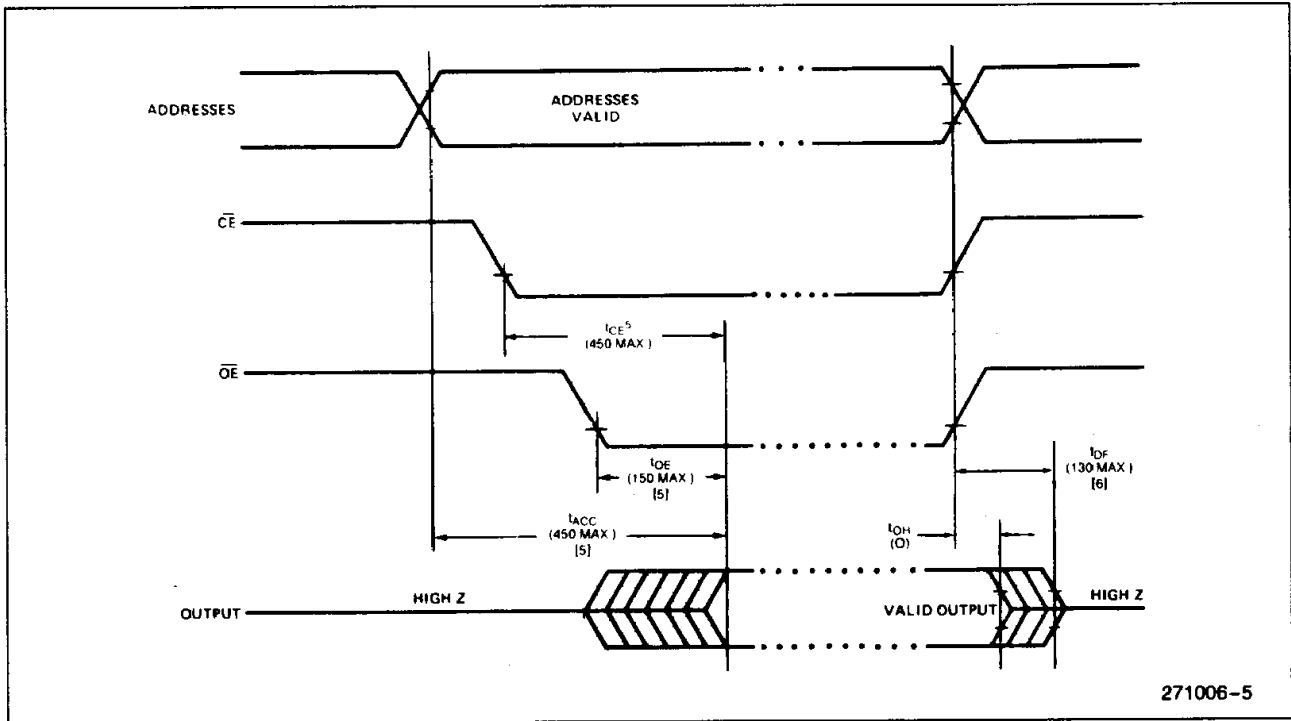 ADDRESSES
ADDRESSES
VALID
CE
tCE5
(450 MAX)
OE
tOE
(150 MAX)
[5]
tDF
(130 MAX)
[6]
tACC
(450 MAX)
[5]
tOH
(O)
OUTPUT
HIGH Z
VALID OUTPUT
HIGH Z
271006-5